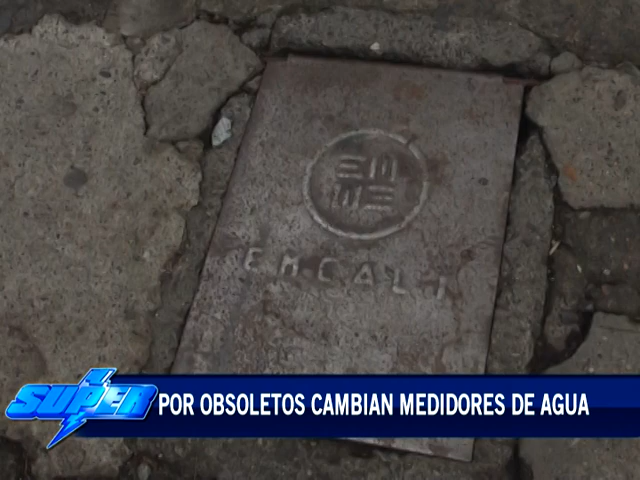 EMCALI
SUPER
POR OBSOLETOS CAMBIAN MEDIDORES DE AGUA